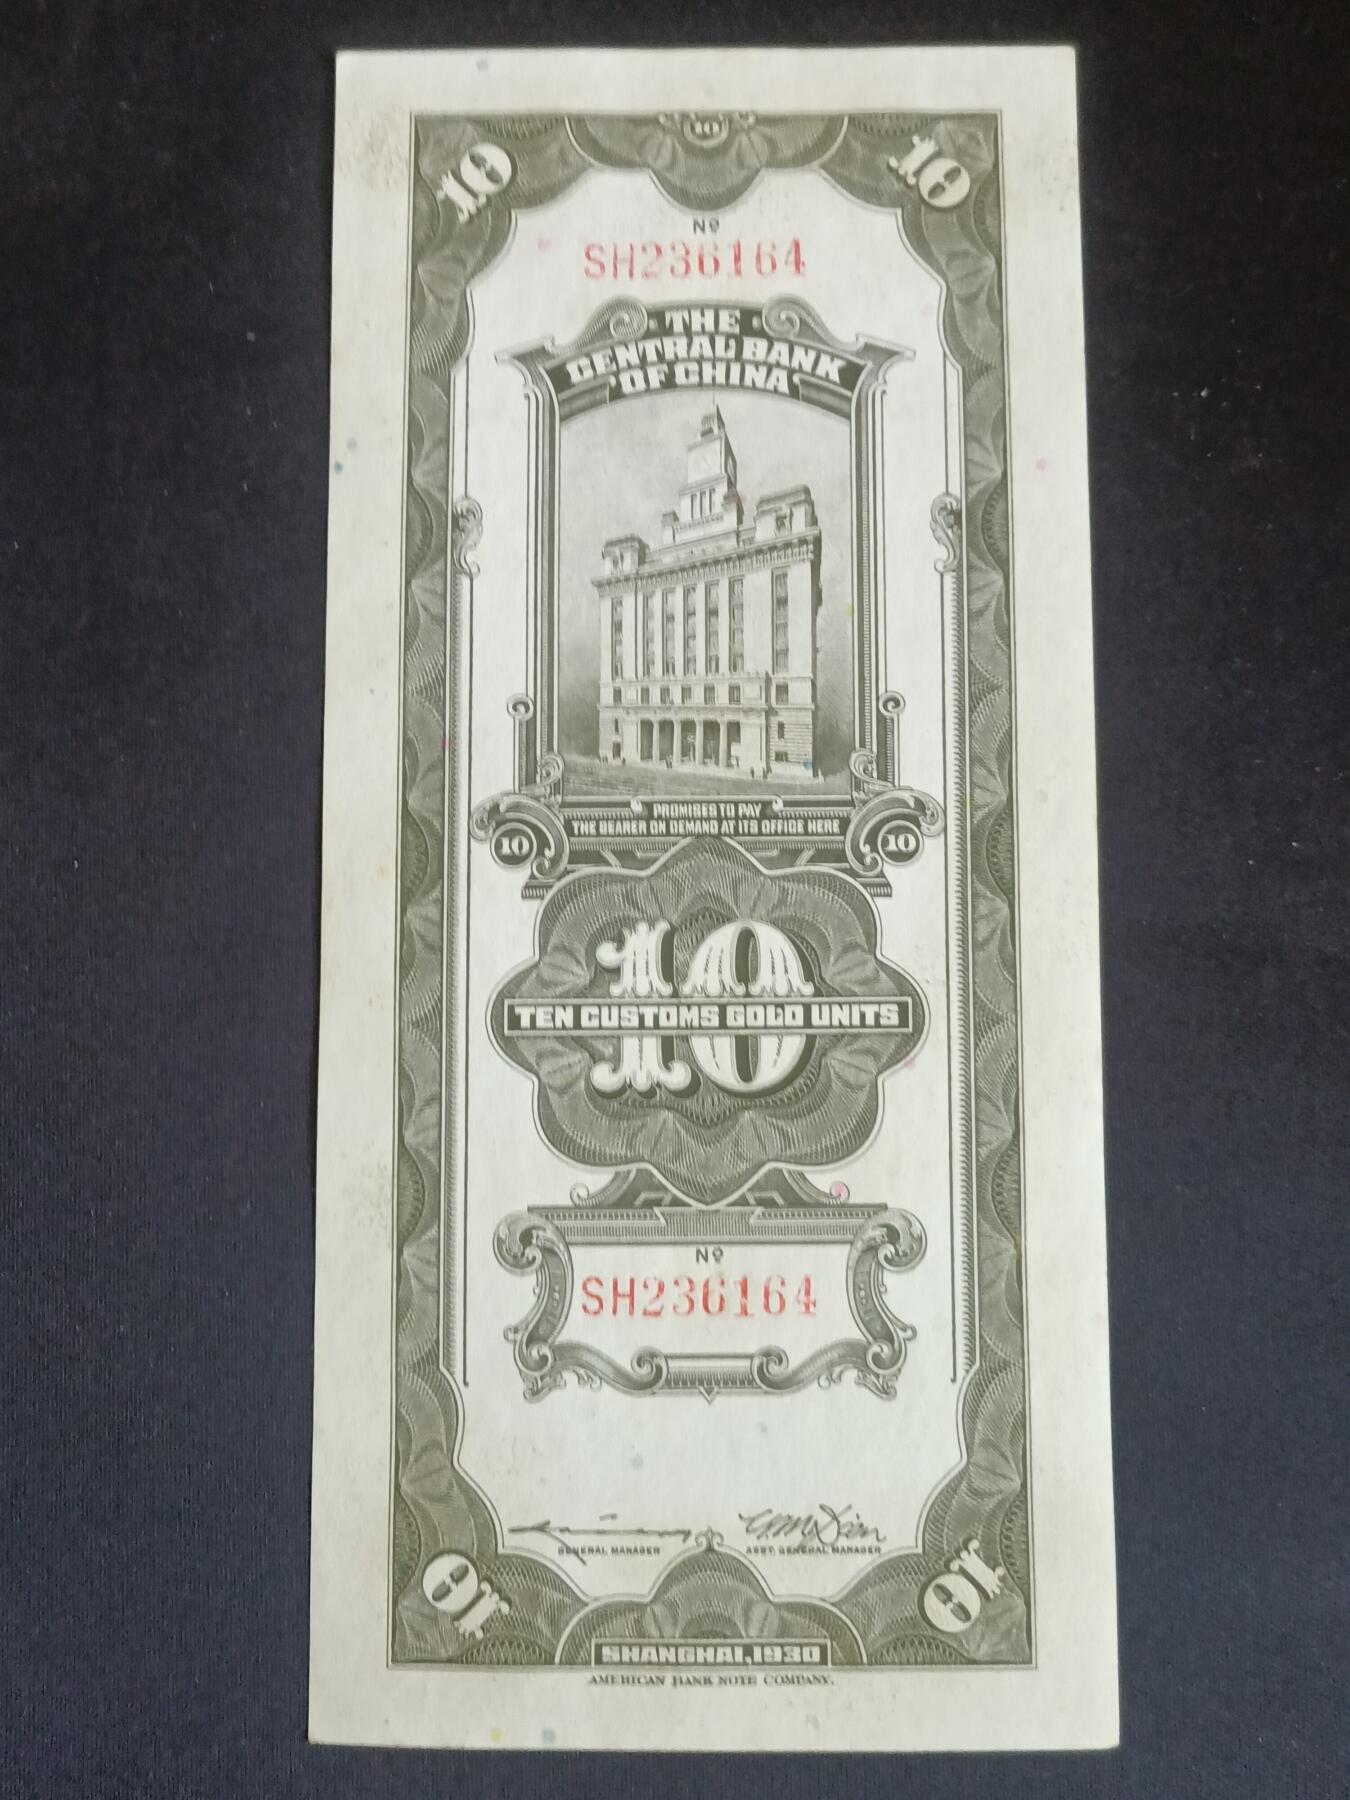 10
10 10
Nº
SH236164
THE
CENTRAL BANK
OF CHINA
PROMISES TO PAY
THE BEARER ON DEMAND AT ITS OFFICE HERE
10 10
10
TEN CUSTOMS GOLD UNITS
Nº
SH236164
GENERAL MANAGER ASST. GENERAL MANAGER
10 10
SHANGHAI, 1930
AMERICAN BANK NOTE COMPANY.